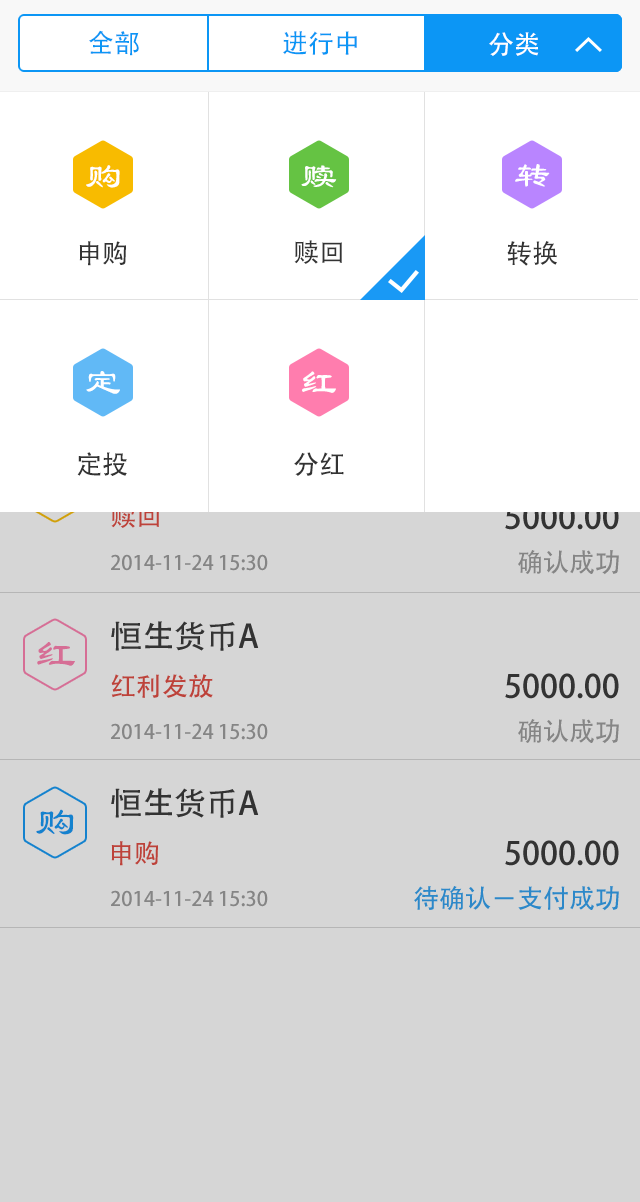 全部 进行中 分类
购 赎 转
申购 赎回 转换
定 红
定投 分红
赎回 5000.00
2014-11-24 15:30 确认成功
恒生货币A
红
红利发放 5000.00
2014-11-24 15:30 确认成功
恒生货币A
购
申购 5000.00
2014-11-24 15:30 待确认—支付成功